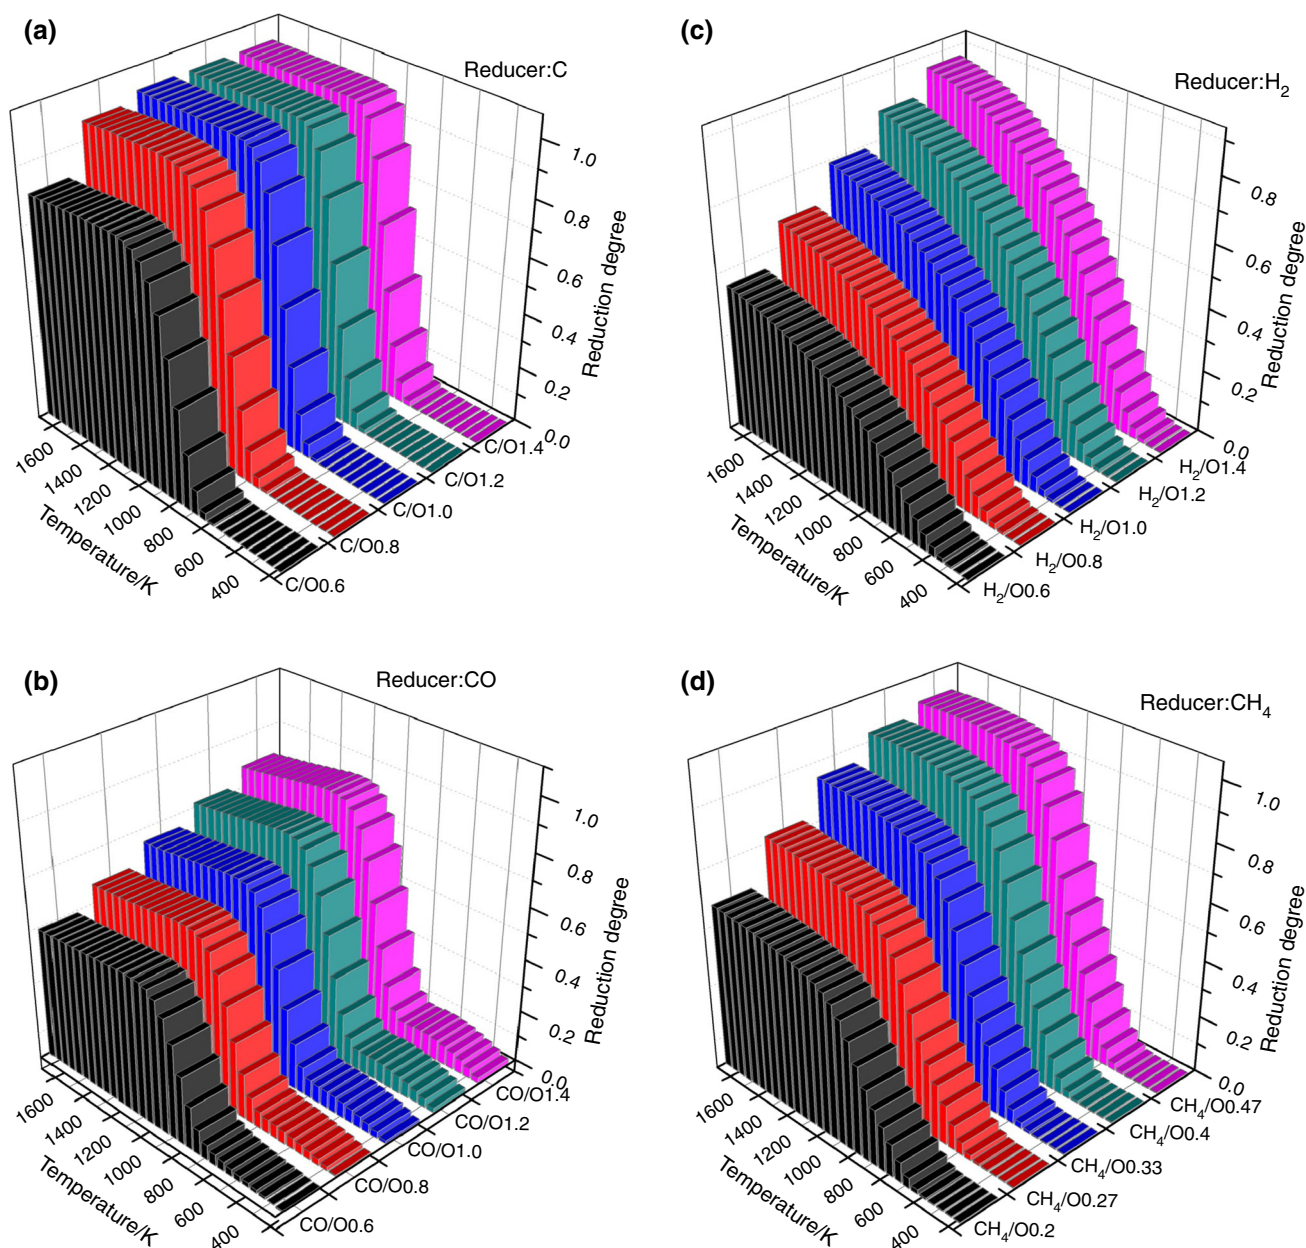 (a)
Reducer:C
1.0
0.8
0.6
0.4
0.2
0.0
Reduction degree
1600
1400
1200
1000
800
600
400
Temperature/K
C/O1.4
C/O1.2
C/O1.0
C/O0.8
C/O0.6
(c)
Reducer:H2
0.8
0.6
0.4
0.2
0.0
Reduction degree
1600
1400
1200
1000
800
600
400
Temperature/K
H2/O1.4
H2/O1.2
H2/O1.0
H2/O0.8
H2/O0.6
(b)
Reducer:CO
1.0
0.8
0.6
0.4
0.2
0.0
Reduction degree
1600
1400
1200
1000
800
600
400
Temperature/K
CO/O1.4
CO/O1.2
CO/O1.0
CO/O0.8
CO/O0.6
(d)
Reducer:CH4
1.0
0.8
0.6
0.4
0.2
0.0
Reduction degree
1600
1400
1200
1000
800
600
400
Temperature/K
CH4/O0.47
CH4/O0.4
CH4/O0.33
CH4/O0.27
CH4/O0.2